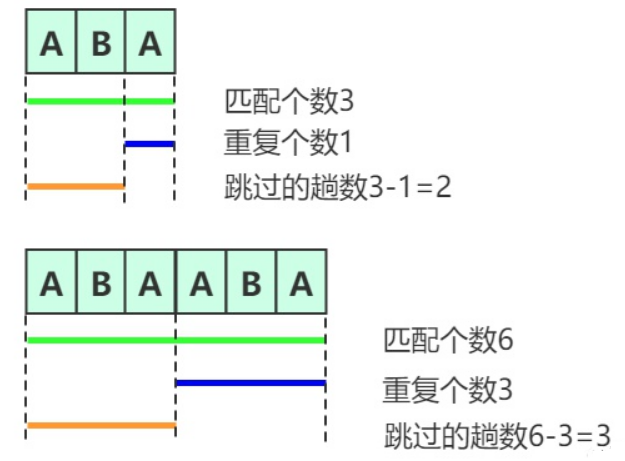 A B A
匹配个数3
重复个数1
跳过的趟数3-1=2
A B A A B A
匹配个数6
重复个数3
跳过的趟数6-3=3